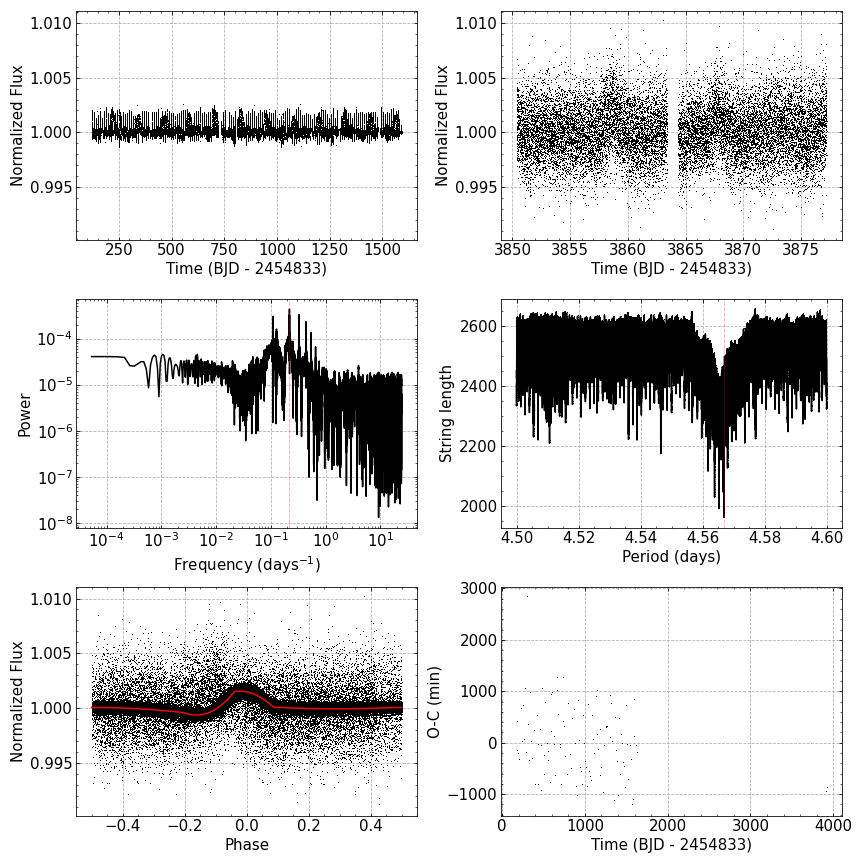 1.010
1.005
1.000
0.995
Normalized Flux
250 500 750 1000 1250 1500
Time (BJD - 2454833)
1.010
1.005
1.000
0.995
Normalized Flux
3850 3855 3860 3865 3870 3875
Time (BJD - 2454833)
10⁻⁴
10⁻⁵
10⁻⁶
10⁻⁷
10⁻⁸
Power
10⁻⁴ 10⁻³ 10⁻² 10⁻¹ 10⁰ 10¹
Frequency (days⁻¹)
2600
2400
2200
2000
String length
4.50 4.52 4.54 4.56 4.58 4.60
Period (days)
1.010
1.005
1.000
0.995
Normalized Flux
−0.4 −0.2 0.0 0.2 0.4
Phase
3000
2000
1000
0
−1000
O-C (min)
0 1000 2000 3000 4000
Time (BJD - 2454833)